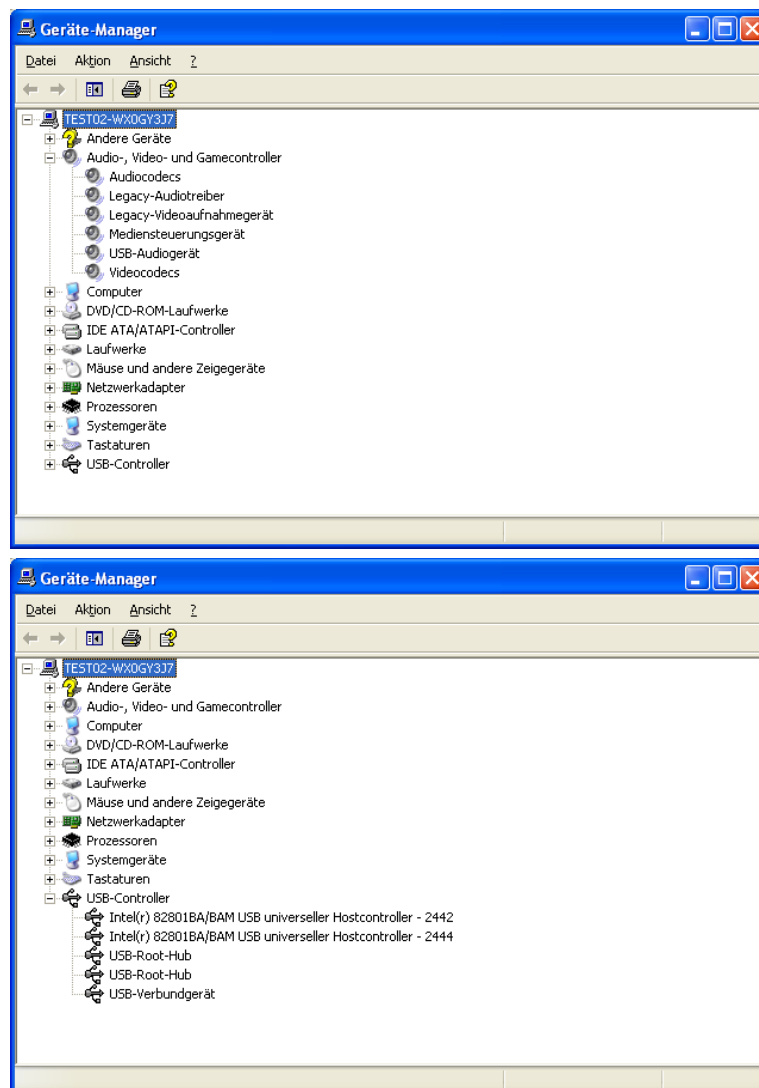 Geräte-Manager
Datei Aktion Ansicht ?
TEST02-WX0GY3J7
Andere Geräte
Audio-, Video- und Gamecontroller
Audiocodecs
Legacy-Audiotreiber
Legacy-Videoaufnahmegerät
Mediensteuerungsgerät
USB-Audiogerät
Videocodecs
Computer
DVD/CD-ROM-Laufwerke
IDE ATA/ATAPI-Controller
Laufwerke
Mäuse und andere Zeigegeräte
Netzwerkadapter
Prozessoren
Systemgeräte
Tastaturen
USB-Controller
Geräte-Manager
Datei Aktion Ansicht ?
TEST02-WX0GY3J7
Andere Geräte
Audio-, Video- und Gamecontroller
Computer
DVD/CD-ROM-Laufwerke
IDE ATA/ATAPI-Controller
Laufwerke
Mäuse und andere Zeigegeräte
Netzwerkadapter
Prozessoren
Systemgeräte
Tastaturen
USB-Controller
Intel(r) 82801BA/BAM USB universeller Hostcontroller - 2442
Intel(r) 82801BA/BAM USB universeller Hostcontroller - 2444
USB-Root-Hub
USB-Root-Hub
USB-Verbundgerät